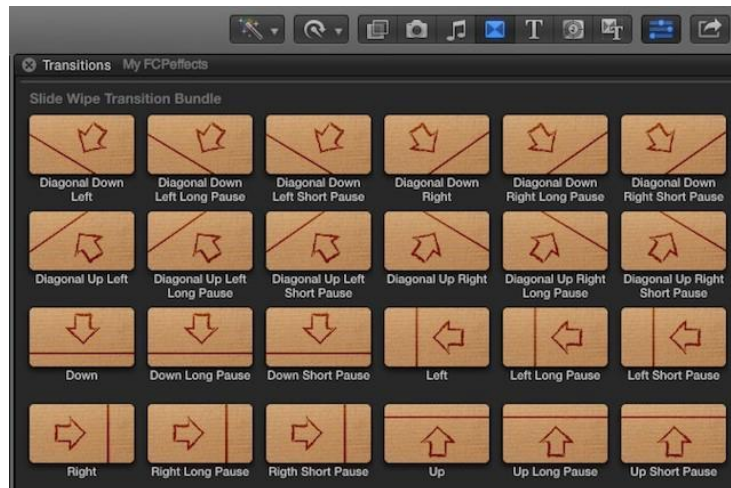 T
T
Transitions My FCPeffects
Slide Wipe Transition Bundle
Diagonal Down
Left
Diagonal Down
Left Long Pause
Diagonal Down
Left Short Pause
Diagonal Down
Right
Diagonal Down
Right Long Pause
Diagonal Down
Right Short Pause
Diagonal Up Left
Diagonal Up Left
Long Pause
Diagonal Up Left
Short Pause
Diagonal Up Right
Diagonal Up Right
Long Pause
Diagonal Up Right
Short Pause
Down
Down Long Pause
Down Short Pause
Left
Left Long Pause
Left Short Pause
Right
Right Long Pause
Rigth Short Pause
Up
Up Long Pause
Up Short Pause